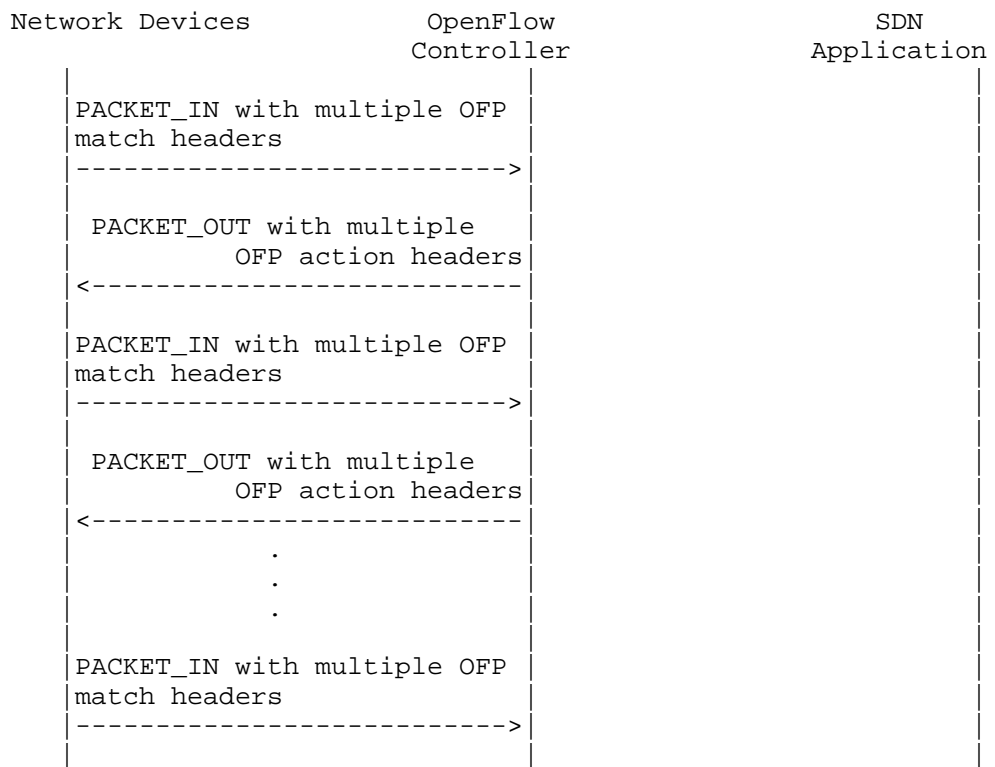 Network Devices OpenFlow SDN
Controller Application
PACKET_IN with multiple OFP
match headers
PACKET_OUT with multiple
OFP action headers
PACKET_IN with multiple OFP
match headers
PACKET_OUT with multiple
OFP action headers
.
.
.
PACKET_IN with multiple OFP
match headers